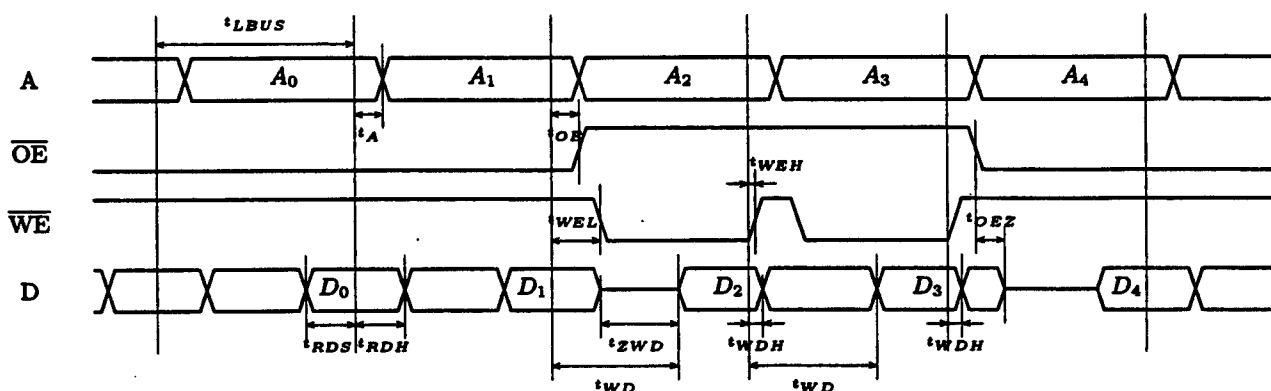 tLBUS
A A₀ A₁ A₂ A₃ A₄
tA tOE
OE
tWEH
WE tWEL tOEZ
D D₀ D₁ D₂ D₃ D₄
tRDS tRDH tZWD tWDH tWDH
tWD tWD